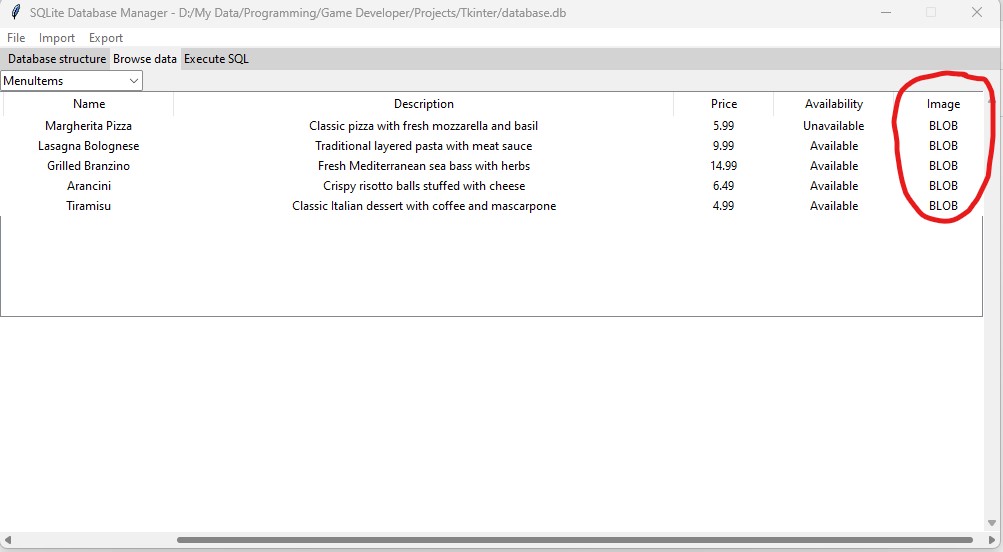 SQLite Database Manager - D:/My Data/Programming/Game Developer/Projects/Tkinter/database.db
File Import Export
Database structure Browse data Execute SQL
MenuItems
Name Description Price Availability Image
Margherita Pizza Classic pizza with fresh mozzarella and basil 5.99 Unavailable BLOB
Lasagna Bolognese Traditional layered pasta with meat sauce 9.99 Available BLOB
Grilled Branzino Fresh Mediterranean sea bass with herbs 14.99 Available BLOB
Arancini Crispy risotto balls stuffed with cheese 6.49 Available BLOB
Tiramisu Classic Italian dessert with coffee and mascarpone 4.99 Available BLOB